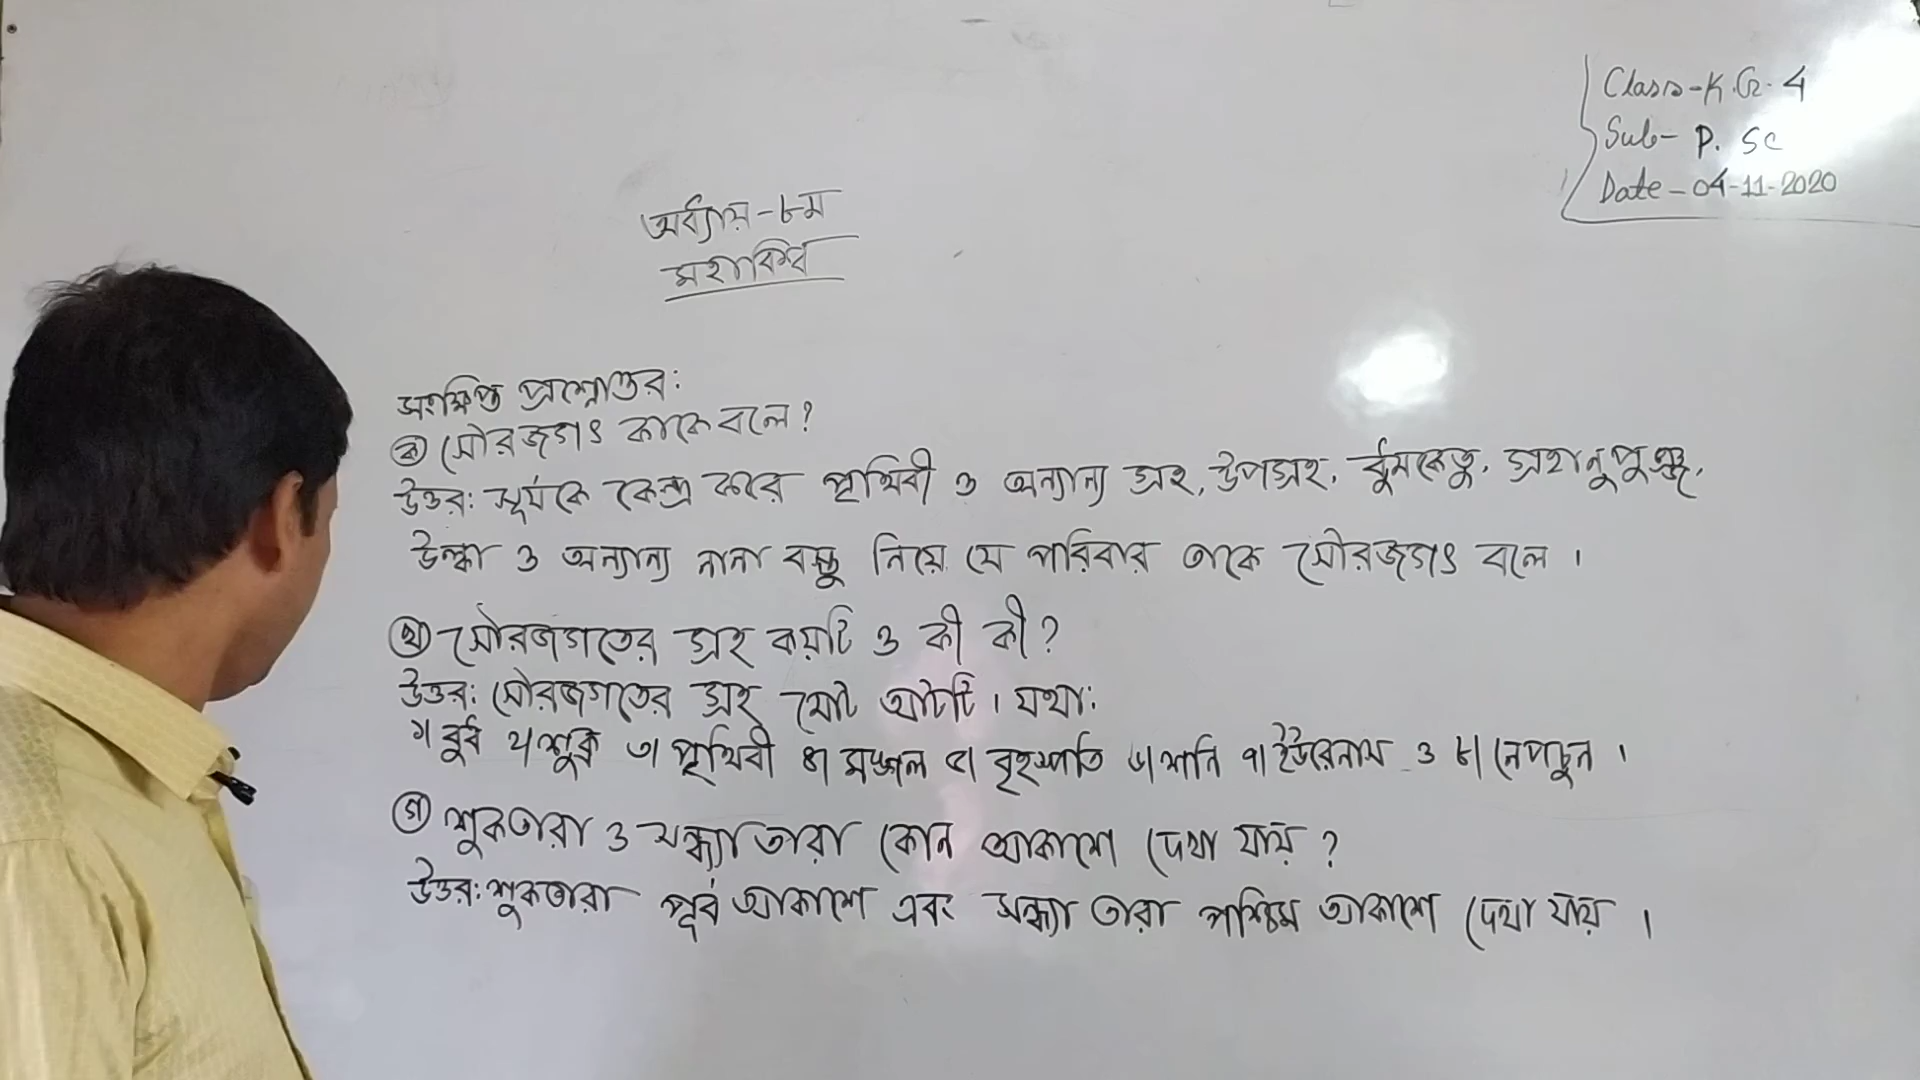 Class-K.G-4
Sub- P. Sc
Date-04-11-2020
অধ্যায়-৮ম
মহাবিশ্ব
সংক্ষিপ্ত প্রশ্নোত্তর:
ক সৌরজগৎ কাকে বলে?
উত্তর: সূর্যকে কেন্দ্র করে পৃথিবী ও অন্যান্য গ্রহ, উপগ্রহ, ধুমকেতু, গ্রহানুপুঞ্জ,
উল্কা ও অন্যান্য নানা বস্তু নিয়ে যে পরিবার তাকে সৌরজগৎ বলে ।
খ সৌরজগতের গ্রহ কয়টি ও কী কী?
উত্তর: সৌরজগতের গ্রহ মোট আটটি। যথা:
১। বুধ ২। শুক্র ৩। পৃথিবী ৪। মঙ্গল ৫। বৃহস্পতি ৬। শনি ৭। ইউরেনাস ও ৮। নেপচুন ।
গ শুকতারা ও সন্ধ্যা তারা কোন আকাশে দেখা যায় ?
উত্তর: শুকতারা পূর্ব আকাশে এবং সন্ধ্যা তারা পশ্চিম আকাশে দেখা যায় ।